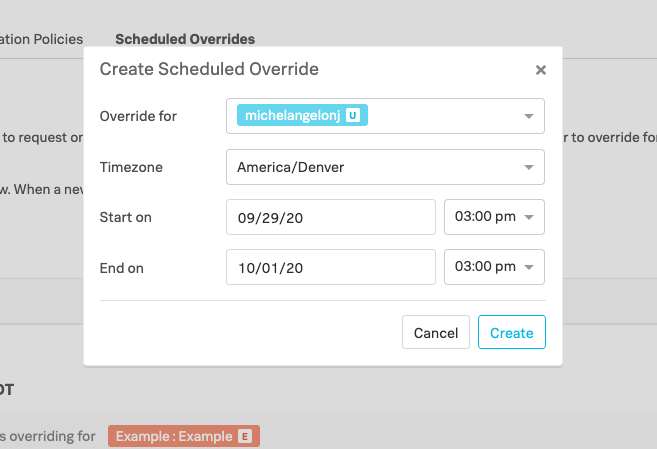 ation Policies Scheduled Overrides
Create Scheduled Override ×
Override for michelangelonj U
to request or r to override fo
Timezone America/Denver
w. When a nev
Start on 09/29/20 03:00 pm
End on 10/01/20 03:00 pm
Cancel Create
OT
s overriding for Example : Example E